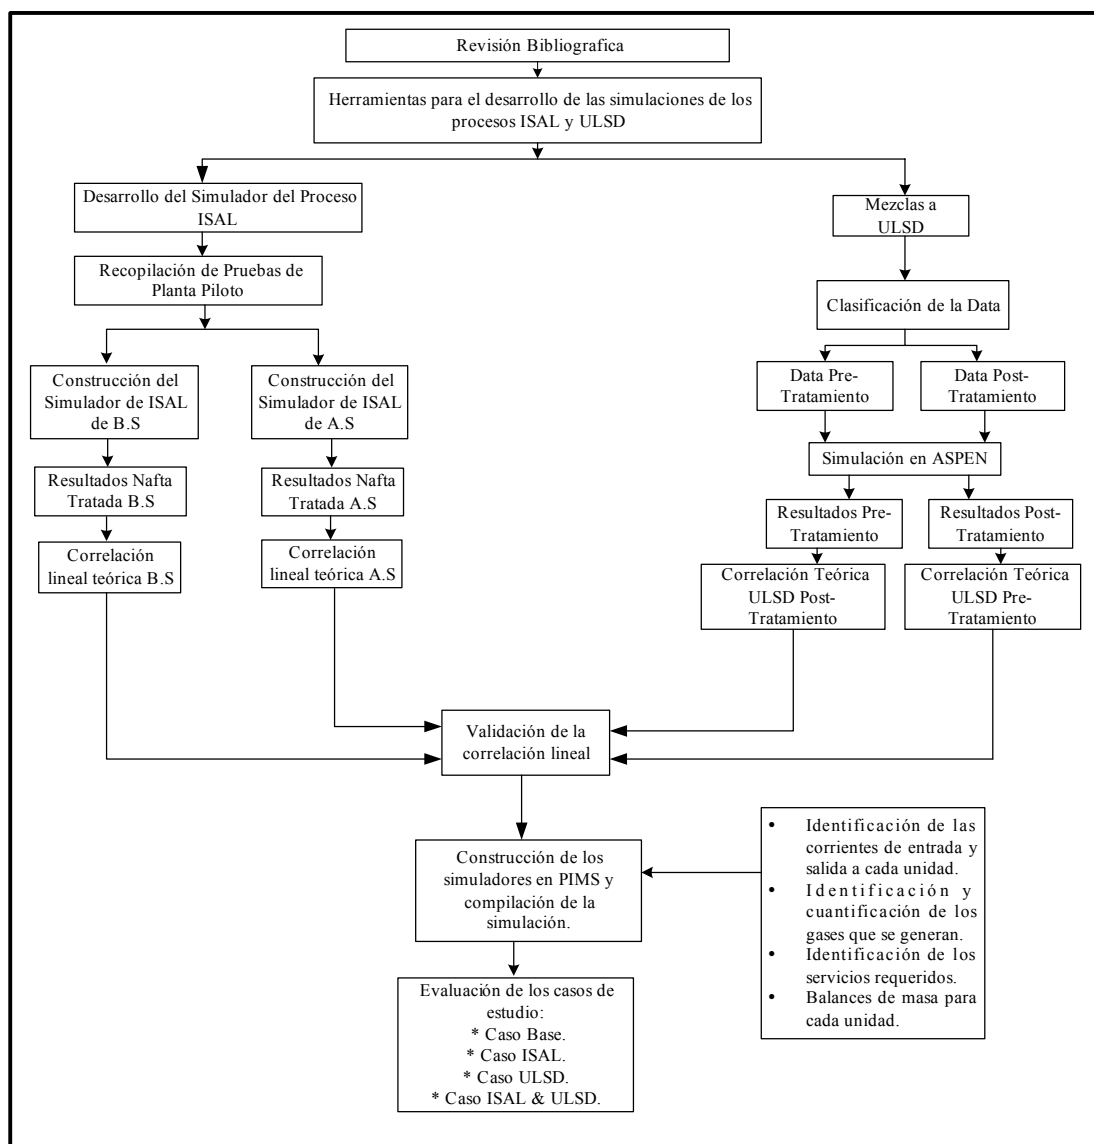 Revisión Bibliografica
Herramientas para el desarrollo de las simulaciones de los
procesos ISAL y ULSD
Desarrollo del Simulador del Proceso
ISAL
Recopilación de Pruebas de
Planta Piloto
Construcción del
Simulador de ISAL
de B.S
Construcción del
Simulador de ISAL
de A.S
Resultados Nafta
Tratada B.S
Resultados Nafta
Tratada A.S
Correlación
lineal teórica B.S
Correlación
lineal teórica A.S
Mezclas a
ULSD
Clasificación de la Data
Data Pre-
Tratamiento
Data Post-
Tratamiento
Simulación en ASPEN
Resultados Pre-
Tratamiento
Resultados Post-
Tratamiento
Correlación Teórica
ULSD Post-
Tratamiento
Correlación Teórica
ULSD Pre-
Tratamiento
Validación de la
correlación lineal
Construcción de los
simuladores en PIMS y
compilación de la
simulación.
• Identificación de las
corrientes de entrada y
salida a cada unidad.
• Identificación y
cuantificación de los
gases que se generan.
• Identificación de los
servicios requeridos.
• Balances de masa para
cada unidad.
Evaluación de los casos de
estudio:
* Caso Base.
* Caso ISAL.
* Caso ULSD.
* Caso ISAL & ULSD.